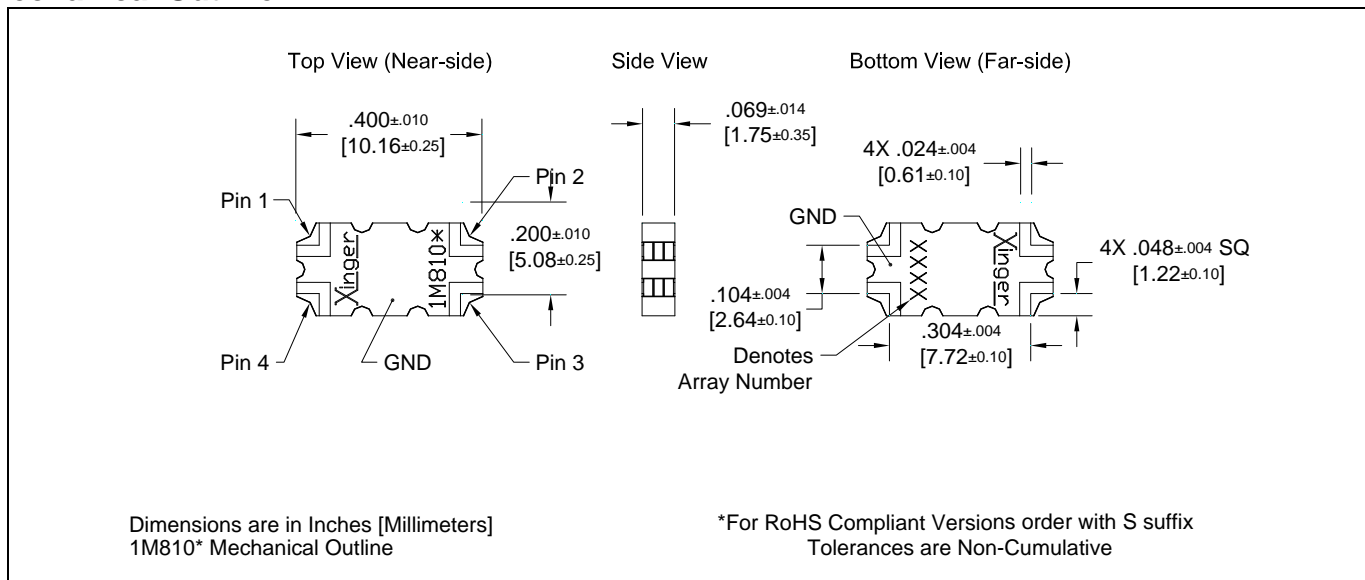 Top View (Near-side)
Side View
Bottom View (Far-side)
.400±.010
[10.16±0.25]
.069±.014
[1.75±0.35]
4X .024±.004
[0.61±0.10]
Pin 1
Pin 2
GND
.200±.010
[5.08±0.25]
4X .048±.004 SQ
[1.22±0.10]
Xinger
1M810*
XXXX
Xinger
.104±.004
[2.64±0.10]
.304±.004
[7.72±0.10]
Pin 4
GND
Pin 3
Denotes
Array Number
Dimensions are in Inches [Millimeters]
1M810* Mechanical Outline
*For RoHS Compliant Versions order with S suffix
Tolerances are Non-Cumulative